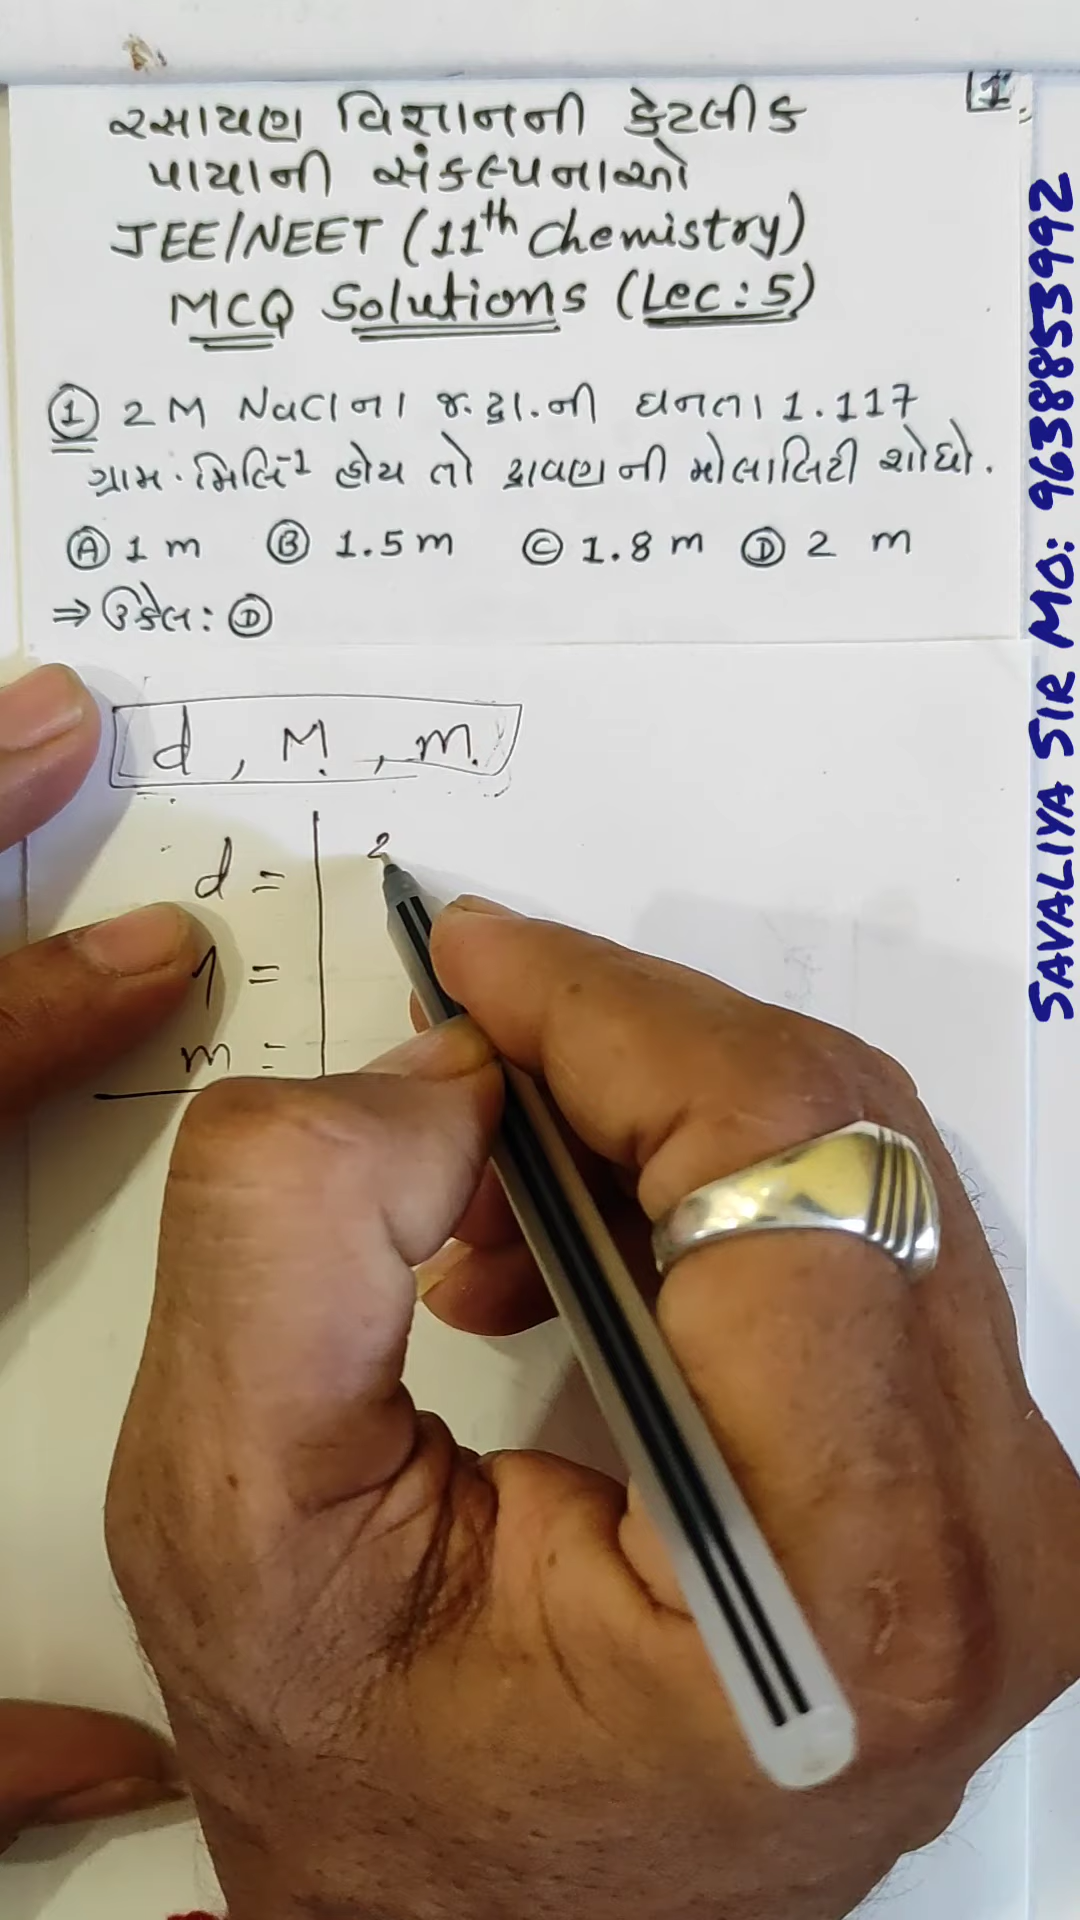 1
રસાયણ વિજ્ઞાનની કેટલીક
પાયાની સંકલ્પનાઓ
JEE/NEET (11th Chemistry)
MCQ Solutions (Lec: 5)
① 2 M NaCl ના જ.દ્રા.ની ઘનતા 1.117
ગ્રામ.મિલિ-1 હોય તો દ્રાવણની મોલાલિટી શોધો.
Ⓐ 1 m Ⓑ 1.5 m Ⓒ 1.8 m Ⓓ 2 m
⇒ ઉકેલ: Ⓓ
d, M, m
d =
=
m =
SAVALIYA SIR MO: 9638853992